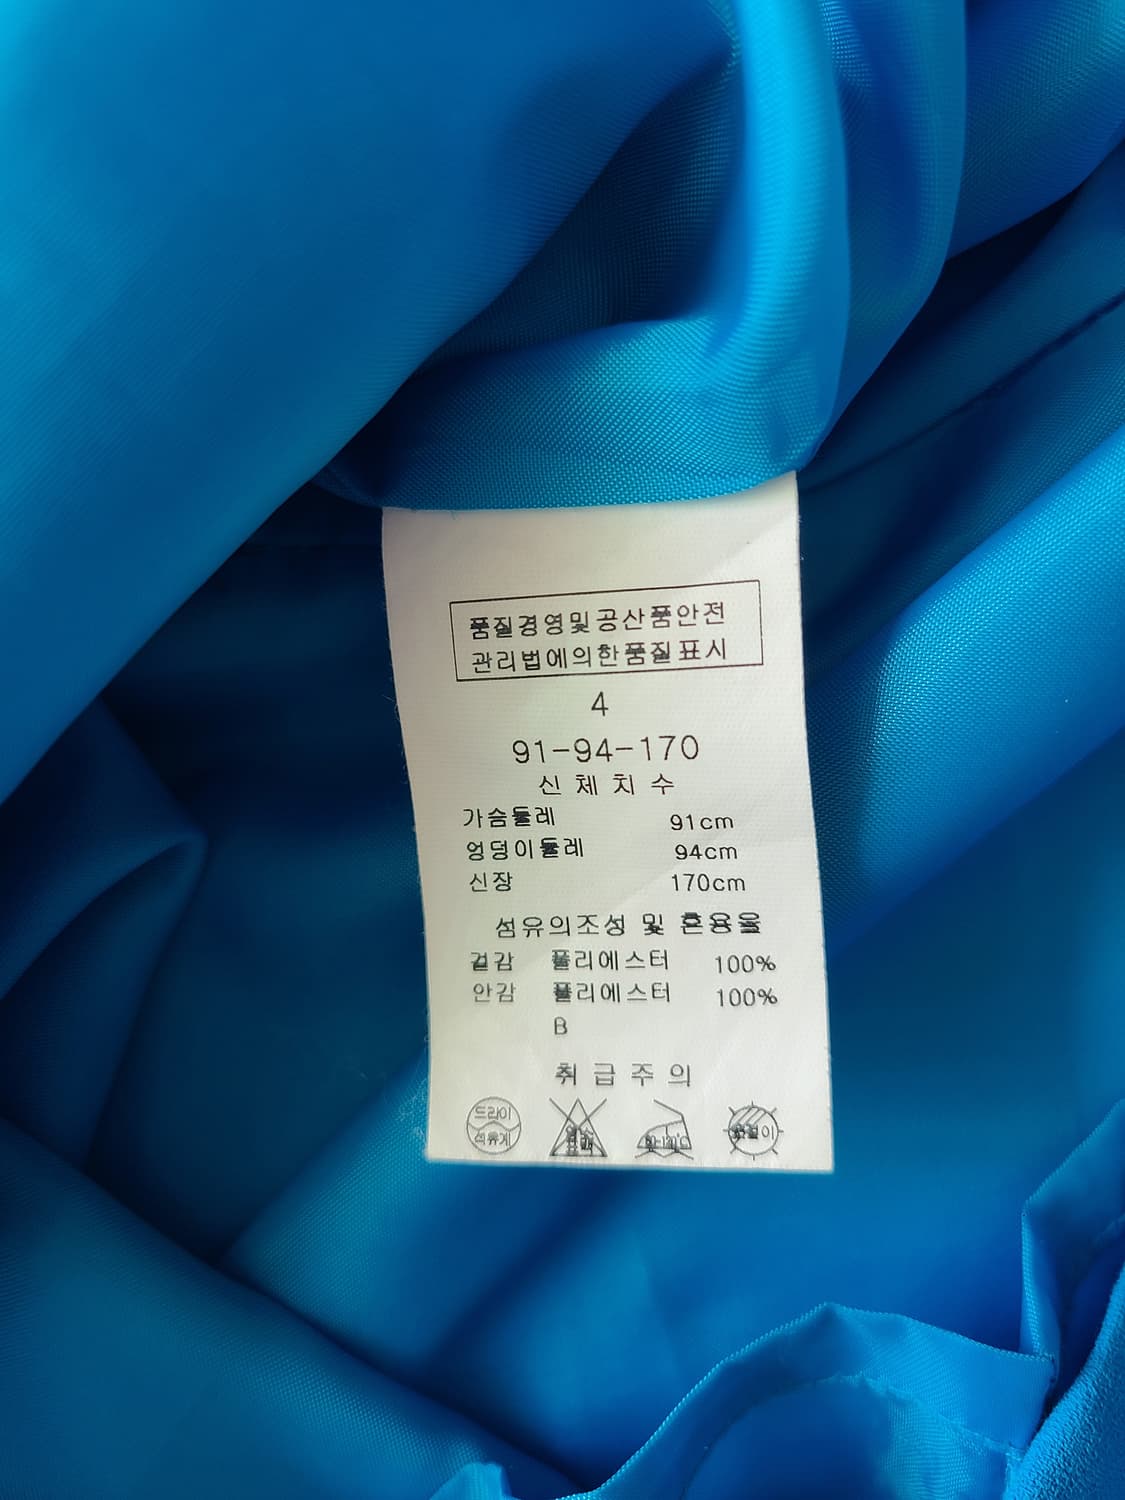 품질경영및공산품안전
관리법에의한품질표시
4
91-94-170
신체치수
가슴둘레 91cm
엉덩이둘레 94cm
신장 170cm
섬유의조성 및 혼용율
겉감 폴리에스터 100%
안감 폴리에스터 100%
B
취급주의
드라이
석유계